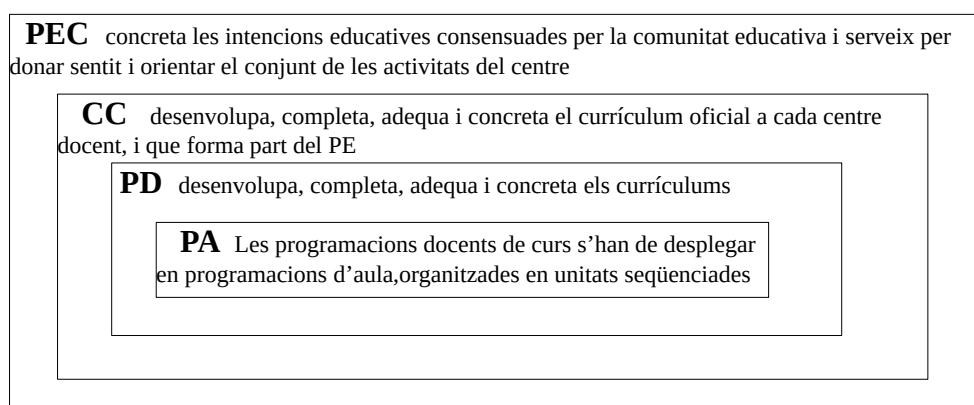 PEC concreta les intencions educatives consensuades per la comunitat educativa i serveix per
donar sentit i orientar el conjunt de les activitats del centre
CC desenvolupa, completa, adequa i concreta el currículum oficial a cada centre
docent, i que forma part del PE
PD desenvolupa, completa, adequa i concreta els currículums
PA Les programacions docents de curs s’han de desplegar
en programacions d’aula,organitzades en unitats seqüenciades